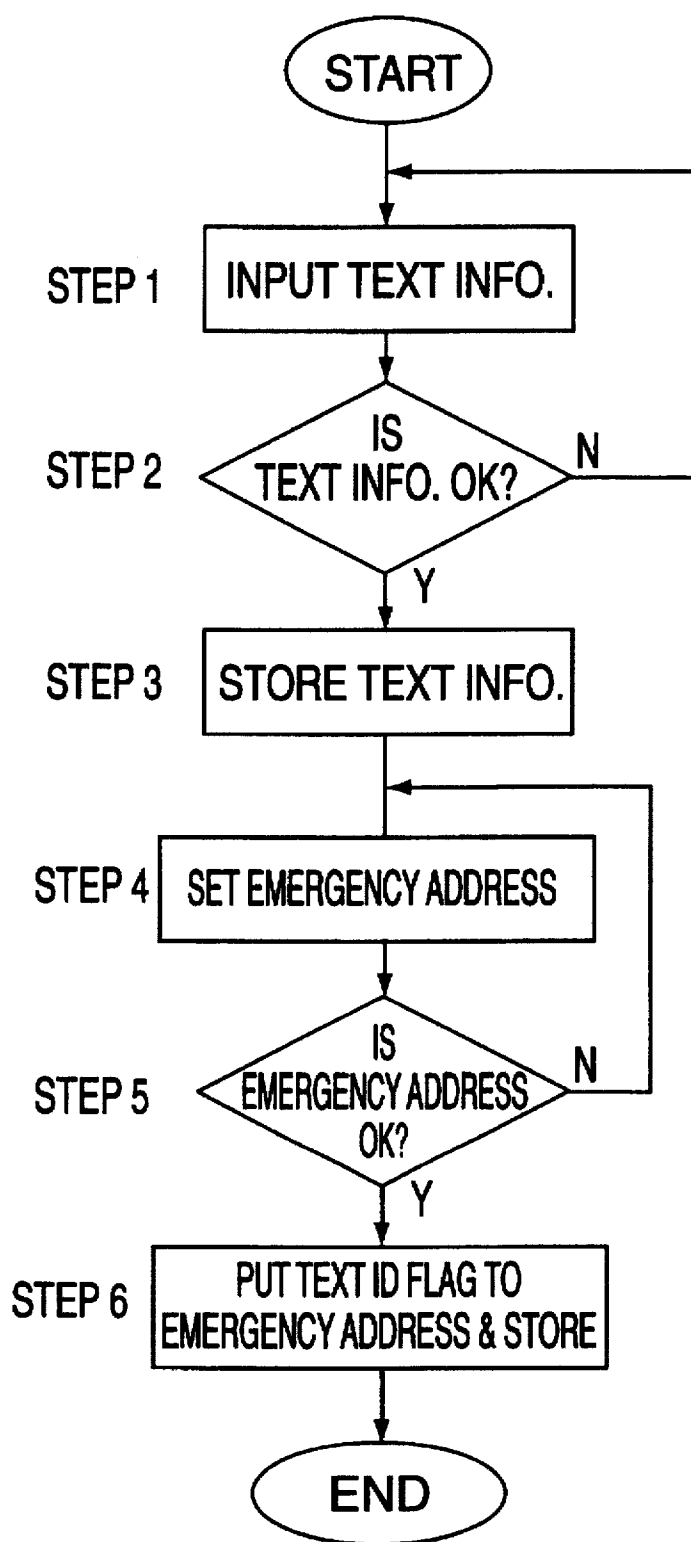 START
STEP 1
INPUT TEXT INFO.
STEP 2
IS
TEXT INFO. OK?
N
Y
STEP 3
STORE TEXT INFO.
STEP 4
SET EMERGENCY ADDRESS
STEP 5
IS
EMERGENCY ADDRESS
OK?
N
Y
STEP 6
PUT TEXT ID FLAG TO
EMERGENCY ADDRESS & STORE
END